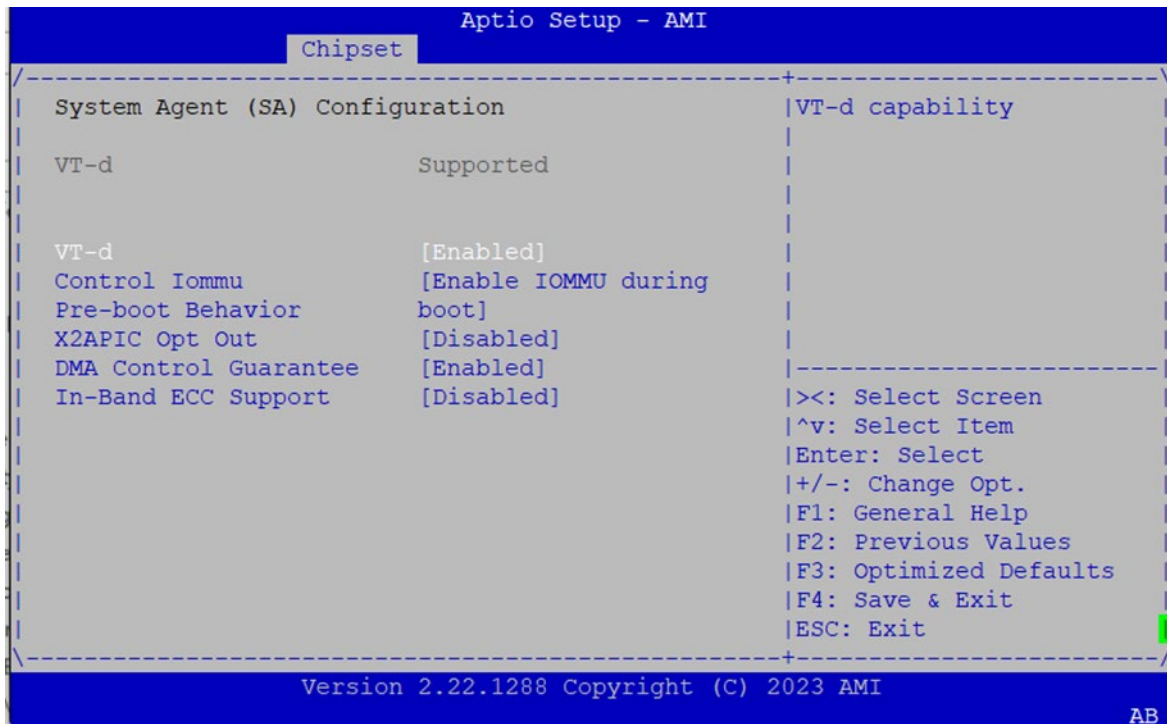 Aptio Setup - AMI
Chipset
System Agent (SA) Configuration |VT-d capability
VT-d Supported
VT-d [Enabled]
Control Iommu [Enable IOMMU during
Pre-boot Behavior boot]
X2APIC Opt Out [Disabled]
DMA Control Guarantee [Enabled]
In-Band ECC Support [Disabled] |><: Select Screen
|^v: Select Item
|Enter: Select
|+/-: Change Opt.
|F1: General Help
|F2: Previous Values
|F3: Optimized Defaults
|F4: Save & Exit
|ESC: Exit
Version 2.22.1288 Copyright (C) 2023 AMI
AB